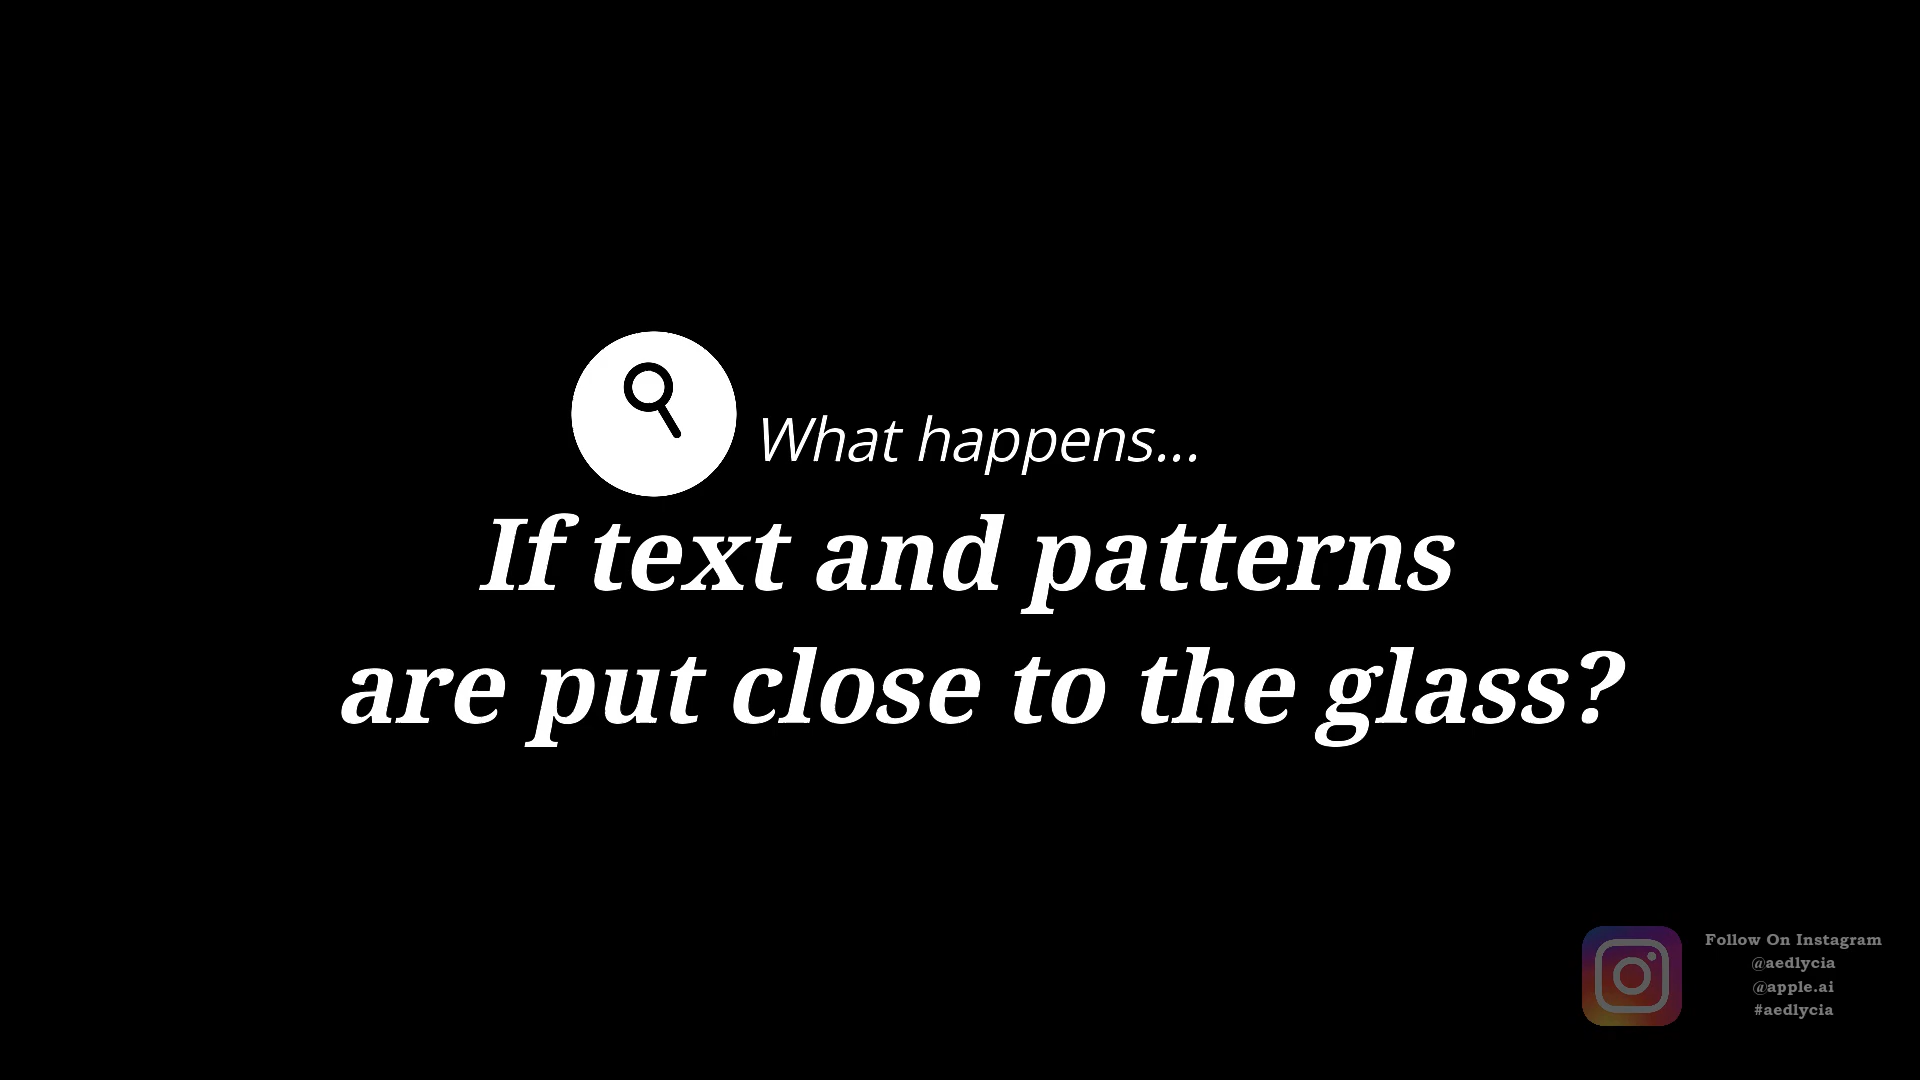 What happens...
If text and patterns
are put close to the glass?
Follow On Instagram
@aedlycia
@apple.ai
#aedlycia